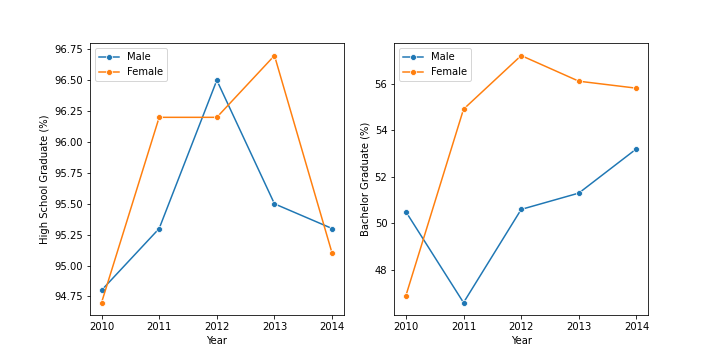 Male
Female
96.75
96.50
96.25
96.00
95.75
95.50
95.25
95.00
94.75
High School Graduate (%)
2010 2011 2012 2013 2014
Year
Male
Female
56
54
52
50
48
Bachelor Graduate (%)
2010 2011 2012 2013 2014
Year